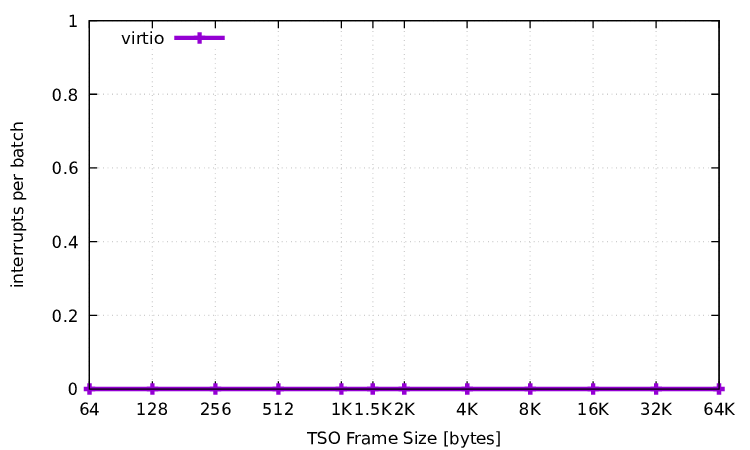 1
virtio
0.8
0.6
0.4
0.2
0
interrupts per batch
64 128 256 512 1K 1.5K 2K 4K 8K 16K 32K 64K
TSO Frame Size [bytes]